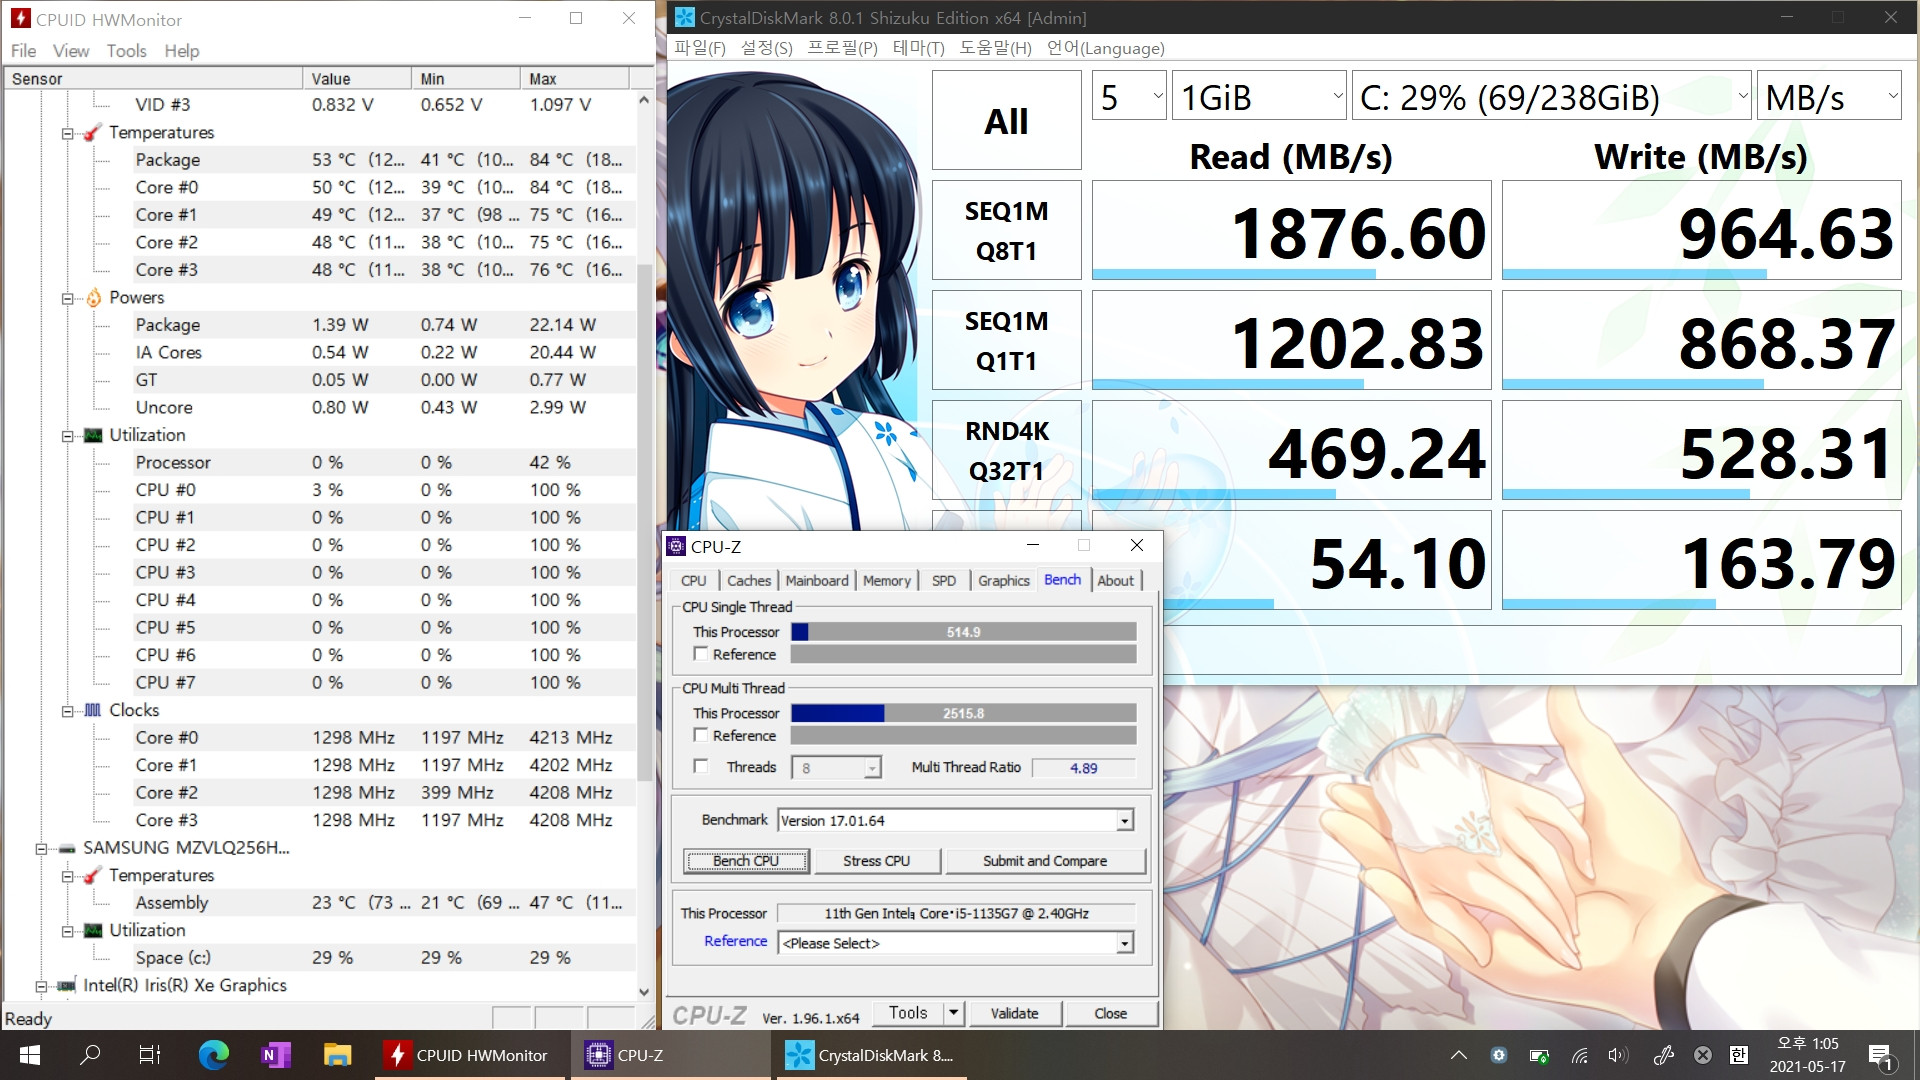 CPUID HWMonitor
File View Tools Help
Sensor Value Min Max
VID #3 0.832 V 0.652 V 1.097 V
Temperatures
Package 53 °C (12... 41 °C (10... 84 °C (18...
Core #0 50 °C (12... 39 °C (10... 84 °C (18...
Core #1 49 °C (12... 37 °C (98 ... 75 °C (16...
Core #2 48 °C (11... 38 °C (10... 75 °C (16...
Core #3 48 °C (11... 38 °C (10... 76 °C (16...
Powers
Package 1.39 W 0.74 W 22.14 W
IA Cores 0.54 W 0.22 W 20.44 W
GT 0.05 W 0.00 W 0.77 W
Uncore 0.80 W 0.43 W 2.99 W
Utilization
Processor 0 % 0 % 42 %
CPU #0 3 % 0 % 100 %
CPU #1 0 % 0 % 100 %
CPU #2 0 % 0 % 100 %
CPU #3 0 % 0 % 100 %
CPU #4 0 % 0 % 100 %
CPU #5 0 % 0 % 100 %
CPU #6 0 % 0 % 100 %
CPU #7 0 % 0 % 100 %
Clocks
Core #0 1298 MHz 1197 MHz 4213 MHz
Core #1 1298 MHz 1197 MHz 4202 MHz
Core #2 1298 MHz 399 MHz 4208 MHz
Core #3 1298 MHz 1197 MHz 4208 MHz
SAMSUNG MZVLQ256H...
Temperatures
Assembly 23 °C (73 ... 21 °C (69 ... 47 °C (11...
Utilization
Space (c:) 29 % 29 % 29 %
Intel(R) Iris(R) Xe Graphics
Ready
CrystalDiskMark 8.0.1 Shizuku Edition x64 [Admin]
파일(F) 설정(S) 프로필(P) 테마(T) 도움말(H) 언어(Language)
All 5 1GiB C: 29% (69/238GiB) MB/s
Read (MB/s) Write (MB/s)
SEQ1M
Q8T1 1876.60 964.63
SEQ1M
Q1T1 1202.83 868.37
RND4K
Q32T1 469.24 528.31
54.10 163.79
CPU-Z
CPU Caches Mainboard Memory SPD Graphics Bench About
CPU Single Thread
This Processor 514.9
Reference
CPU Multi Thread
This Processor 2515.8
Reference
Threads 8 Multi Thread Ratio 4.89
Benchmark Version 17.01.64
Bench CPU Stress CPU Submit and Compare
This Processor 11th Gen Intel¡ Core•i5-1135G7 @ 2.40GHz
Reference <Please Select>
CPU-Z Ver. 1.96.1.x64 Tools Validate Close
N CPUID HWMonitor CPU-Z CrystalDiskMark 8.... 한 오후 1:05
2021-05-17 1